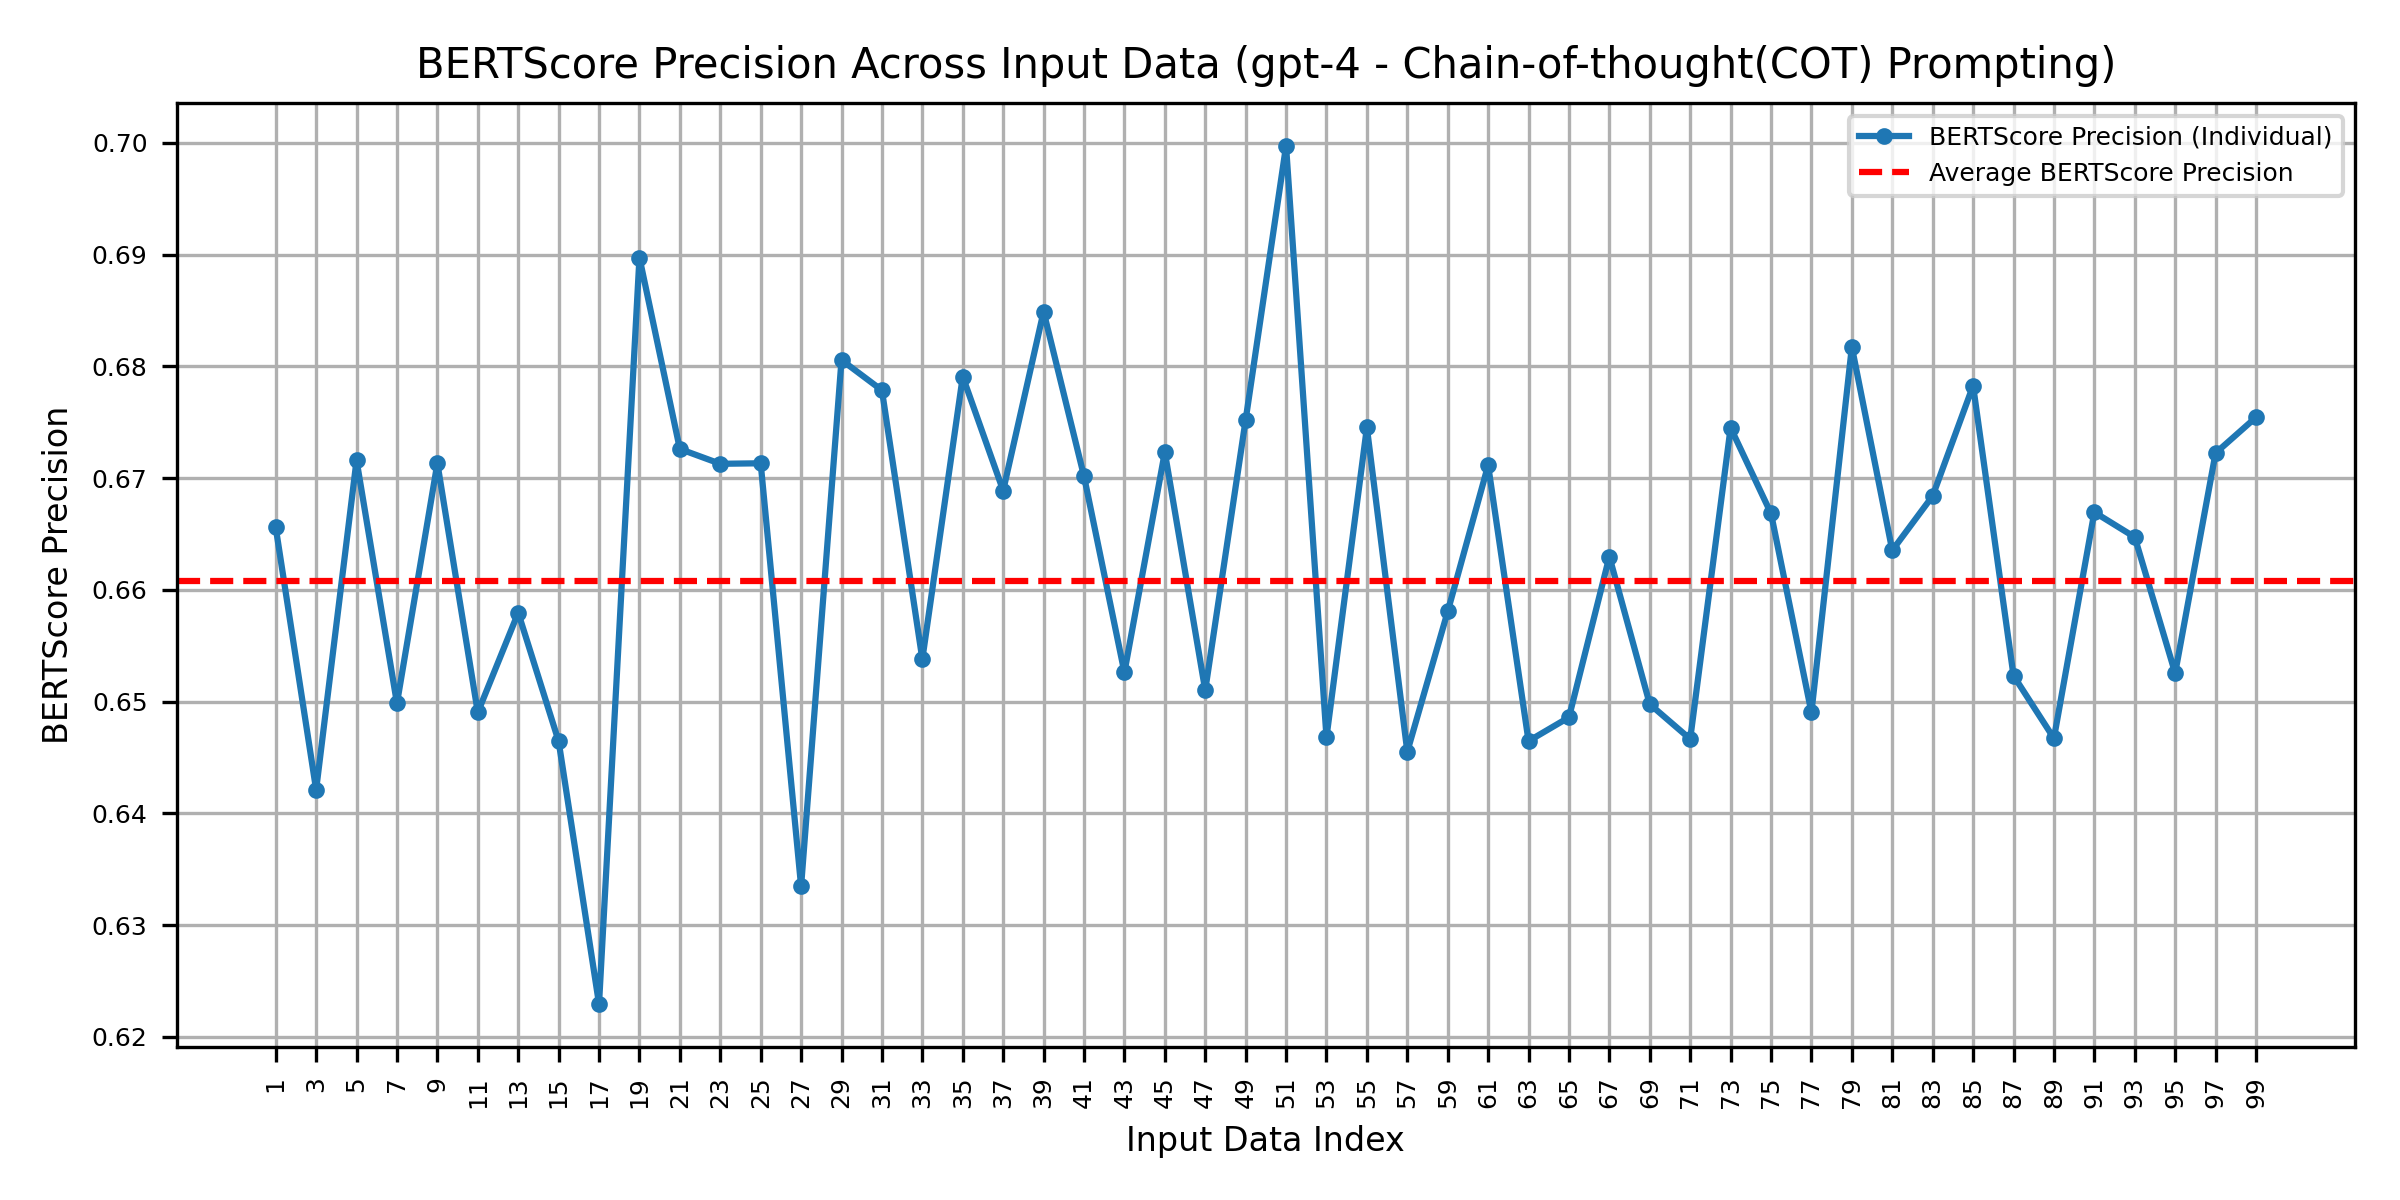 BERTScore Precision Across Input Data (gpt-4 - Chain-of-thought(COT) Prompting)
BERTScore Precision (Individual)
Average BERTScore Precision
BERTScore Precision
0.70
0.69
0.68
0.67
0.66
0.65
0.64
0.63
0.62
1 3 5 7 9 11 13 15 17 19 21 23 25 27 29 31 33 35 37 39 41 43 45 47 49 51 53 55 57 59 61 63 65 67 69 71 73 75 77 79 81 83 85 87 89 91 93 95 97 99
Input Data Index